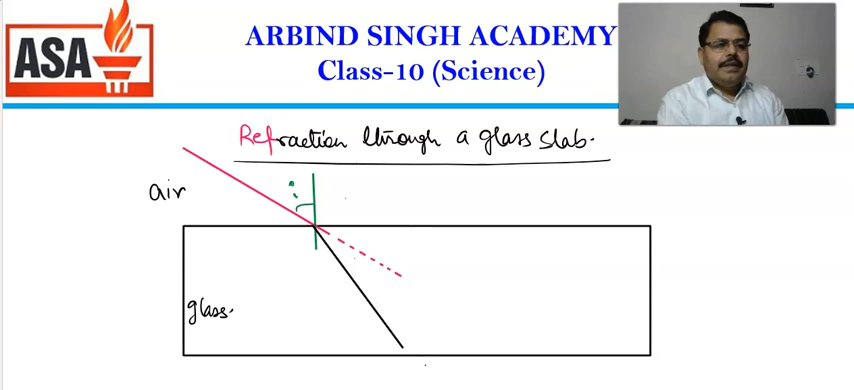 ASA
ARBIND SINGH ACADEMY
Class-10 (Science)
Refraction through a glass slab.
i
air
glass.